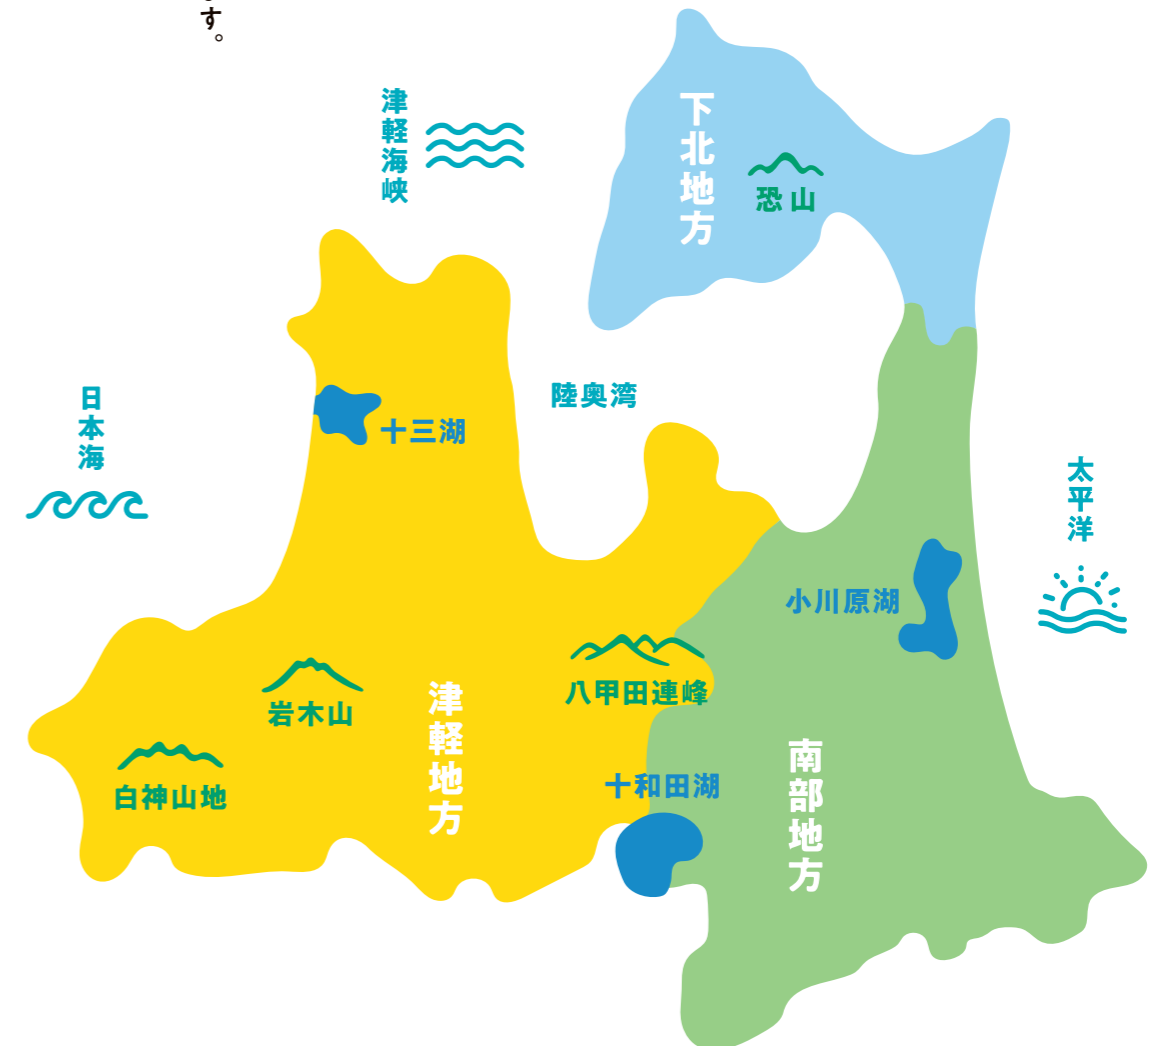 す。
津軽海峡
下北地方
恐山
陸奥湾
日本海
十三湖
太平洋
小川原湖
八甲田連峰
岩木山
津軽地方
白神山地
十和田湖
南部地方